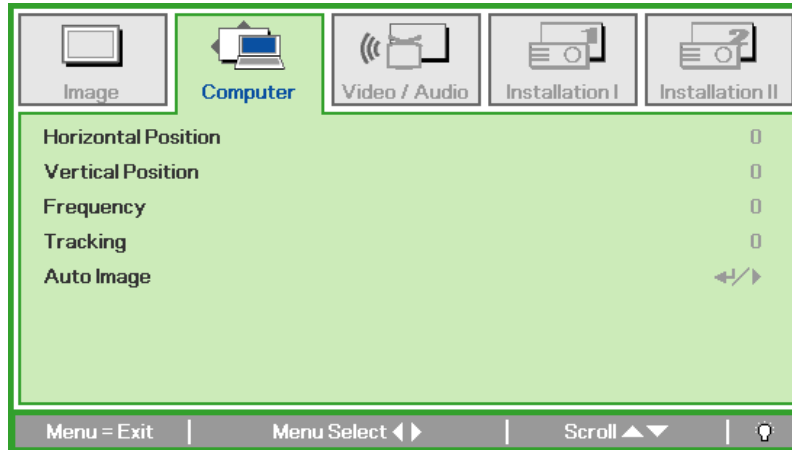 Image Computer Video / Audio Installation I Installation II
Horizontal Position 0
Vertical Position 0
Frequency 0
Tracking 0
Auto Image ↵/▶
Menu = Exit Menu Select ◀▶ Scroll ▲▼